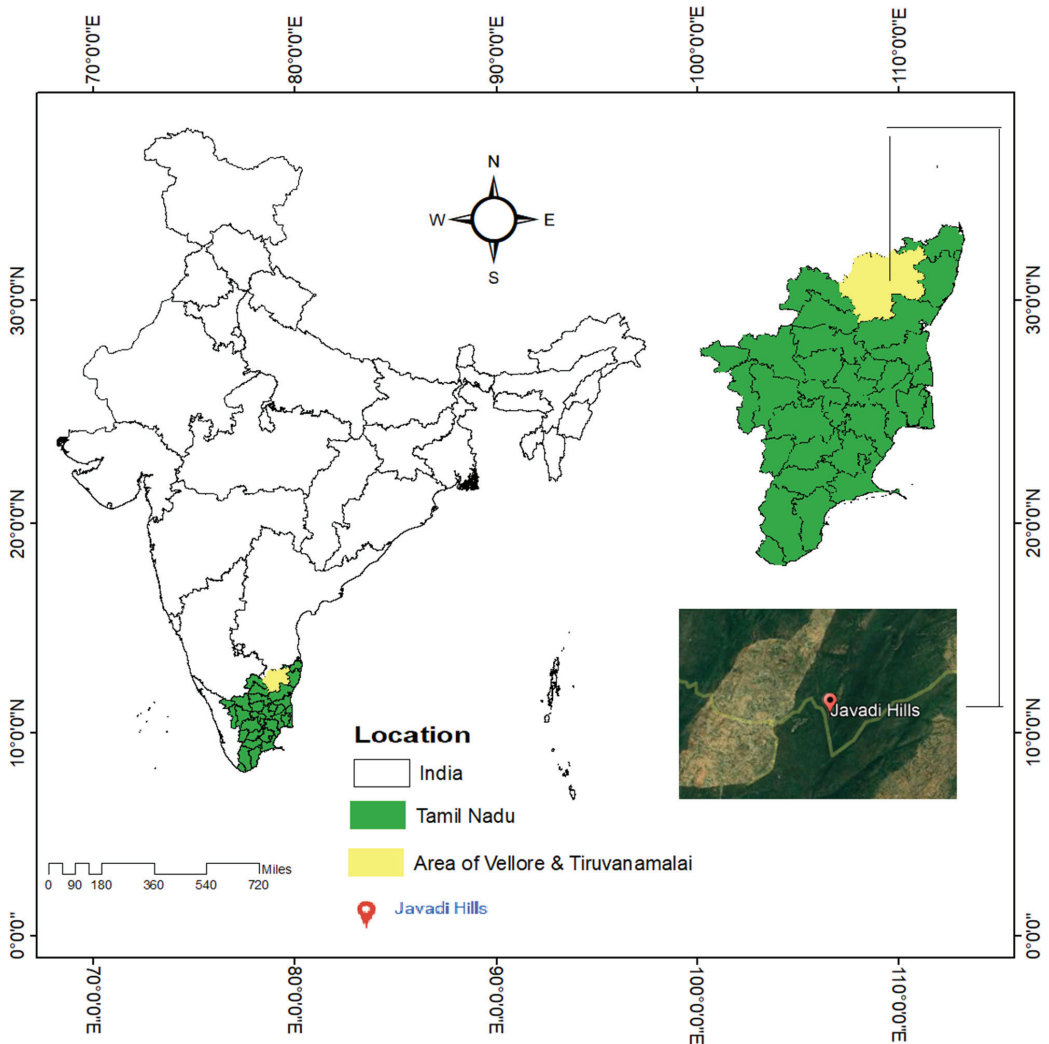 70°0'0"E
80°0'0"E
90°0'0"E
100°0'0"E
110°0'0"E
N
W E
S
30°0'0"N
30°0'0"N
20°0'0"N
20°0'0"N
10°0'0"N
10°0'0"N
0°0'0"
0°0'0"N
Javadi Hills
Location
India
Tamil Nadu
Area of Vellore & Tiruvanamalai
Javadi Hills
Miles
0 90 180 360 540 720
70°0'0"E
80°0'0"E
90°0'0"E
100°0'0"E
110°0'0"E